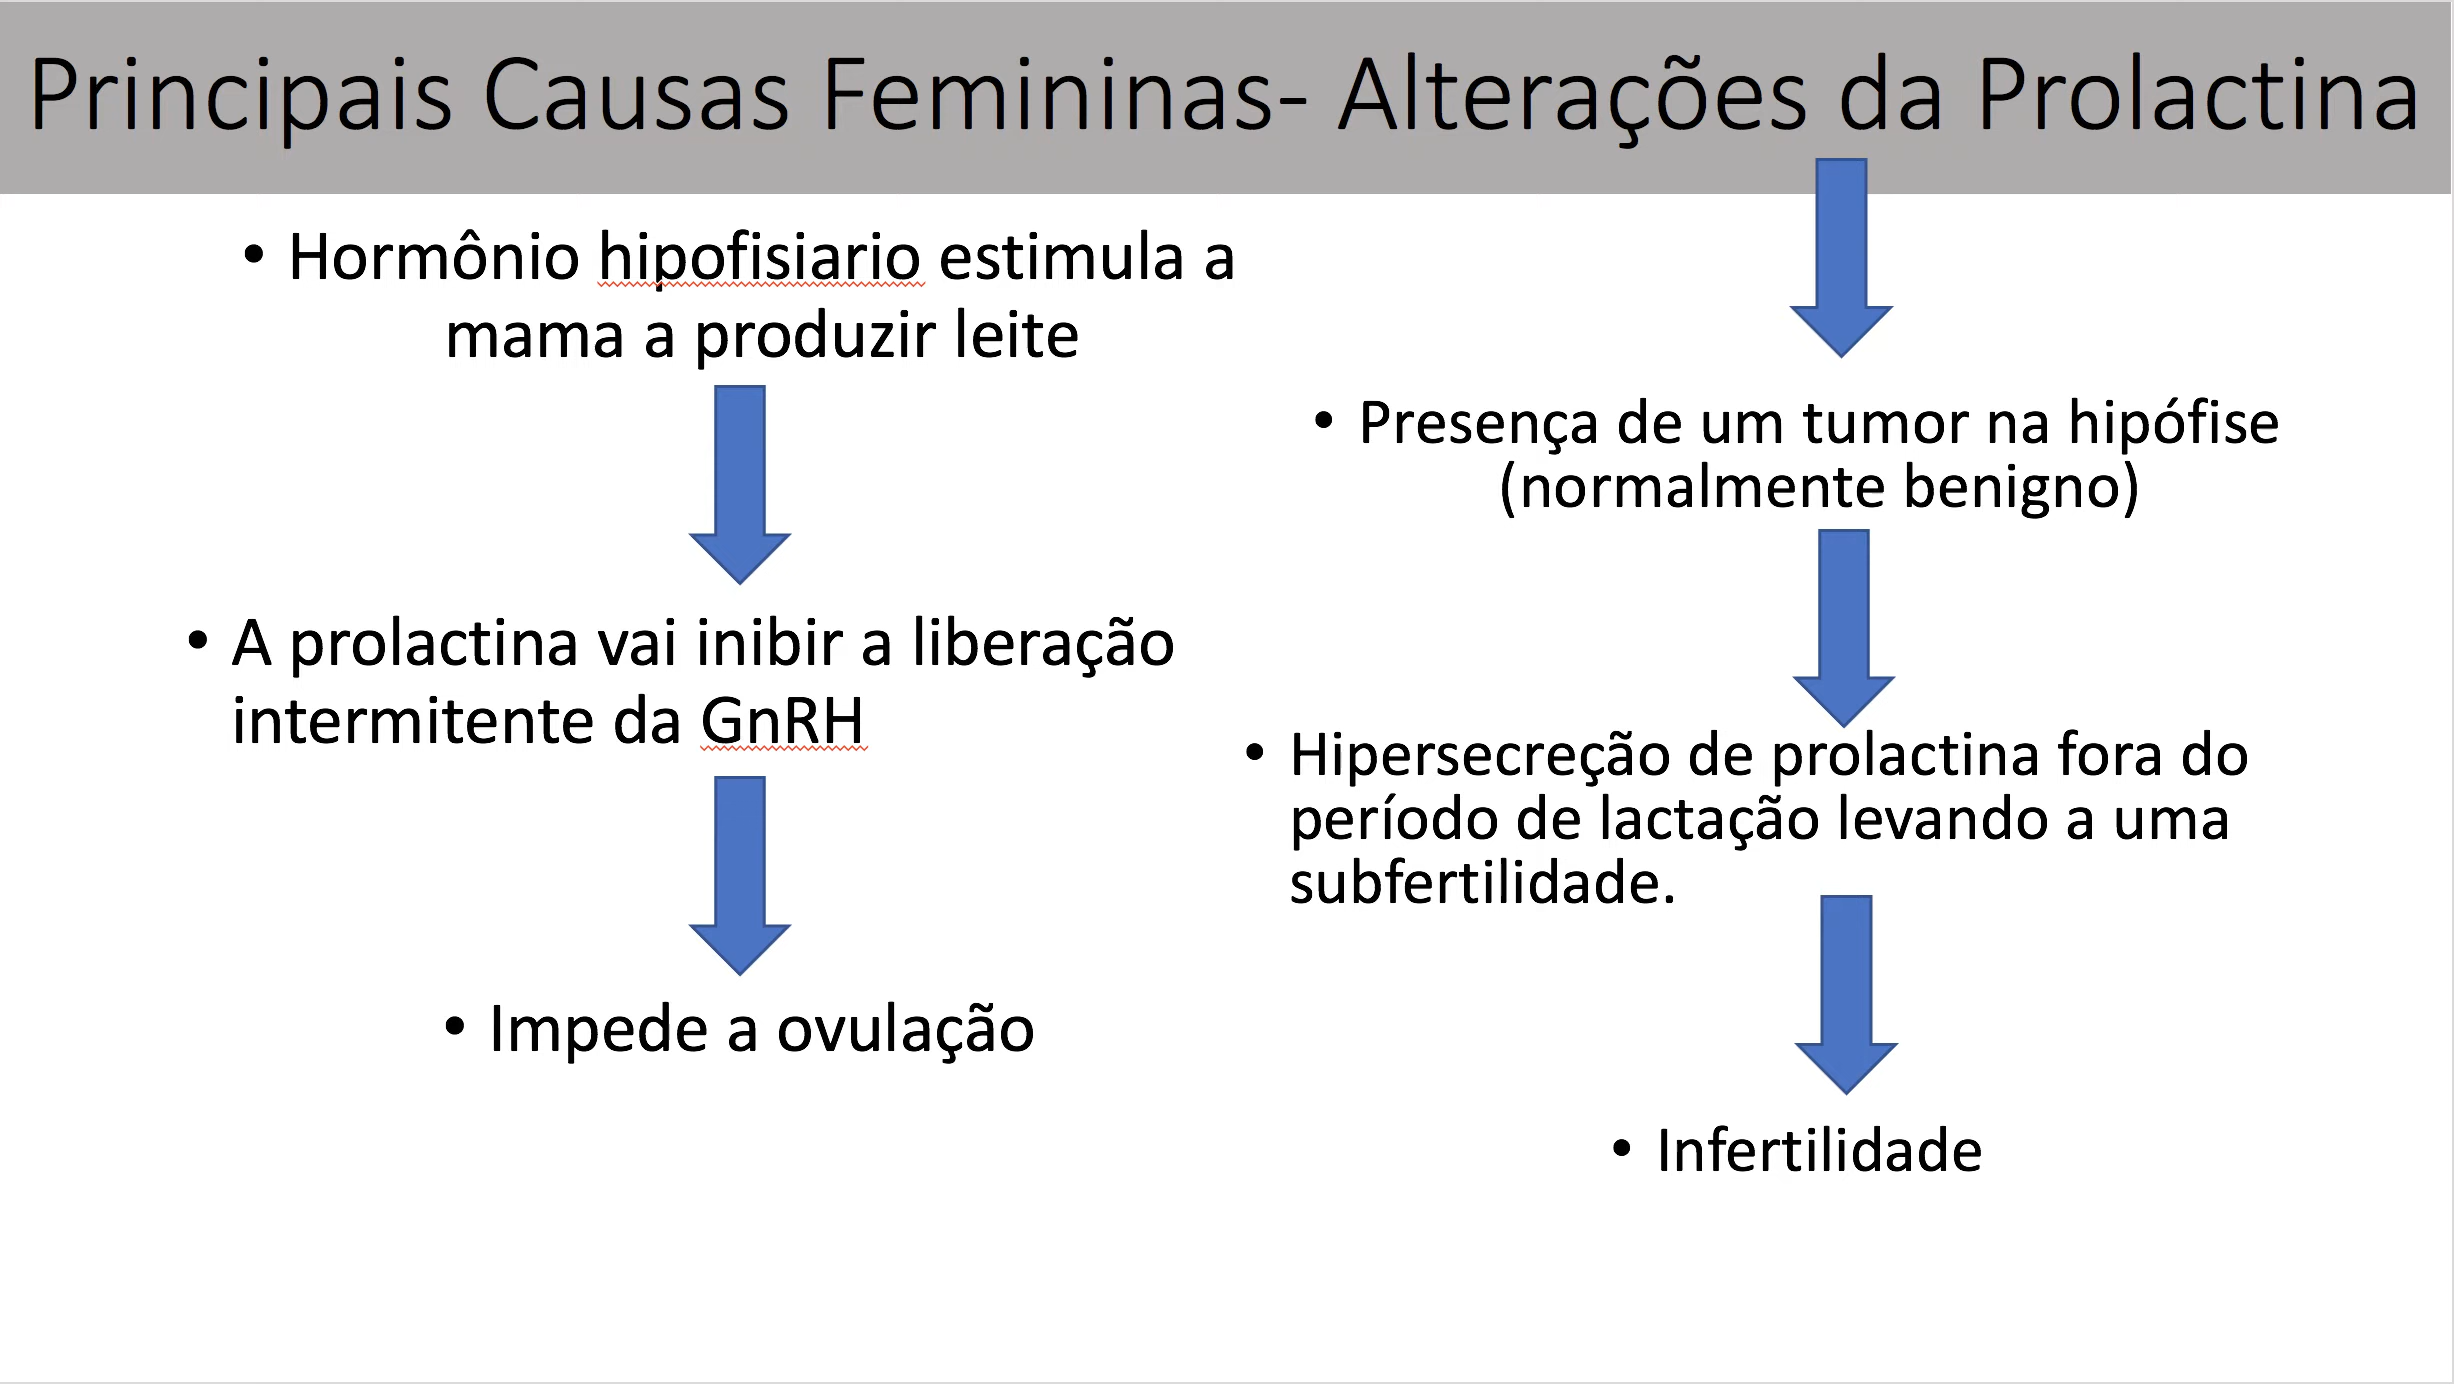 Principais Causas Femininas- Alterações da Prolactina
• Hormônio hipofisiario estimula a
mama a produzir leite
• A prolactina vai inibir a liberação
intermitente da GnRH
• Impede a ovulação
• Presença de um tumor na hipófise
(normalmente benigno)
• Hipersecreção de prolactina fora do
período de lactação levando a uma
subfertilidade.
• Infertilidade